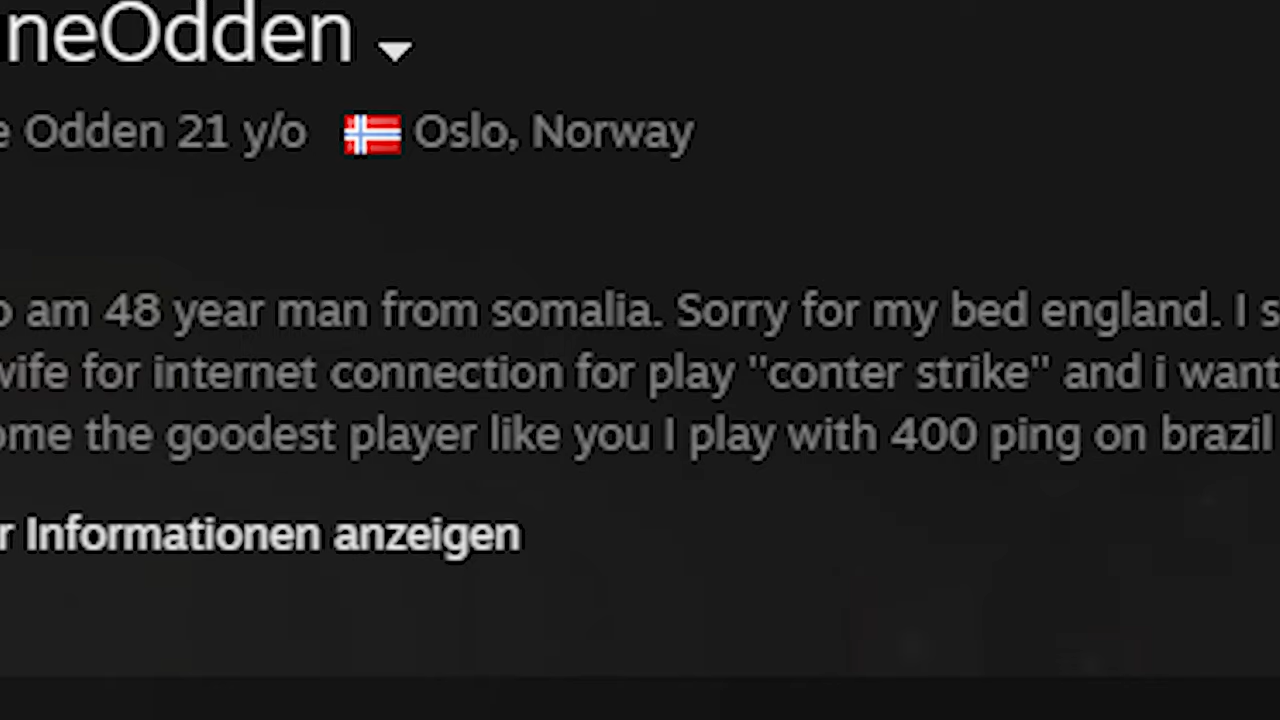 neOdden
e Odden 21 y/o Oslo, Norway
o am 48 year man from somalia. Sorry for my bed england. I s
wife for internet connection for play "conter strike" and i want
ome the goodest player like you I play with 400 ping on brazil
r Informationen anzeigen